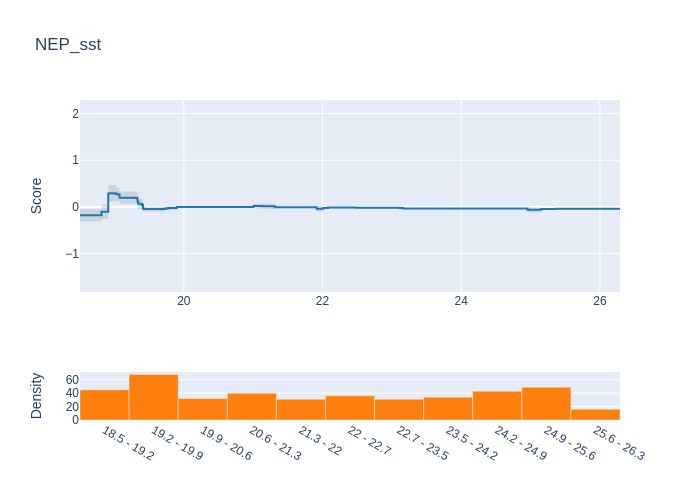 NEP_sst
Score
2
1
0
−1
20
22
24
26
Density
60
40
20
0
18.5 - 19.2
19.2 - 19.9
19.9 - 20.6
20.6 - 21.3
21.3 - 22
22 - 22.7
22.7 - 23.5
23.5 - 24.2
24.2 - 24.9
24.9 - 25.6
25.6 - 26.3